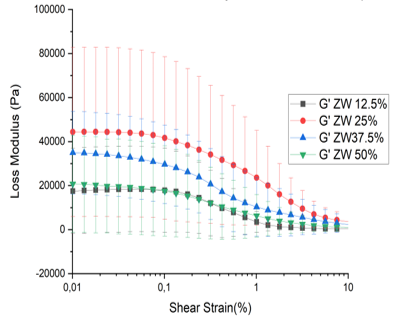 100000
80000
60000
40000
20000
0
-20000
Loss Modulus (Pa)
G' ZW 12.5%
G' ZW 25%
G' ZW37.5%
G' ZW 50%
0,01
0,1
1
10
Shear Strain(%)